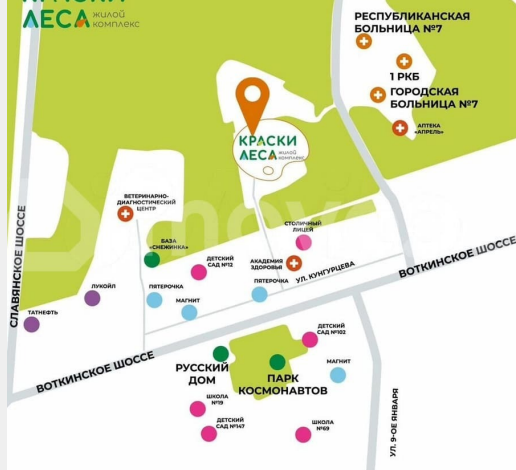 КРАСКИ
ЛЕСА жилой
комплекс
РЕСПУБЛИКАНСКАЯ
БОЛЬНИЦА №7
1 РКБ
ГОРОДСКАЯ
БОЛЬНИЦА №7
АПТЕКА
«АПРЕЛЬ»
КРАСКИ
ЛЕСА жилой
комплекс
ВЕТЕРИНАРНО-
ДИАГНОСТИЧЕСКИЙ
ЦЕНТР
СТОЛИЧНЫЙ
ЛИЦЕЙ
БАЗА
«СНЕЖИНКА»
ДЕТСКИЙ
САД №12
АКАДЕМИЯ
ЗДОРОВЬЯ
УЛ. КУНГУРЦЕВА
ВОТКИНСКОЕ ШОССЕ
СЛАВЯНСКОЕ ШОССЕ
ЛУКОЙЛ
ПЯТЕРОЧКА
ПЯТЕРОЧКА
МАГНИТ
ТАТНЕФТЬ
ДЕТСКИЙ
САД №102
ВОТКИНСКОЕ ШОССЕ
РУССКИЙ
ДОМ
ПАРК
КОСМОНАВТОВ
МАГНИТ
ШКОЛА
№19
ДЕТСКИЙ
САД №147
ШКОЛА
№69
УЛ. 9-ОЕ ЯНВАРЯ